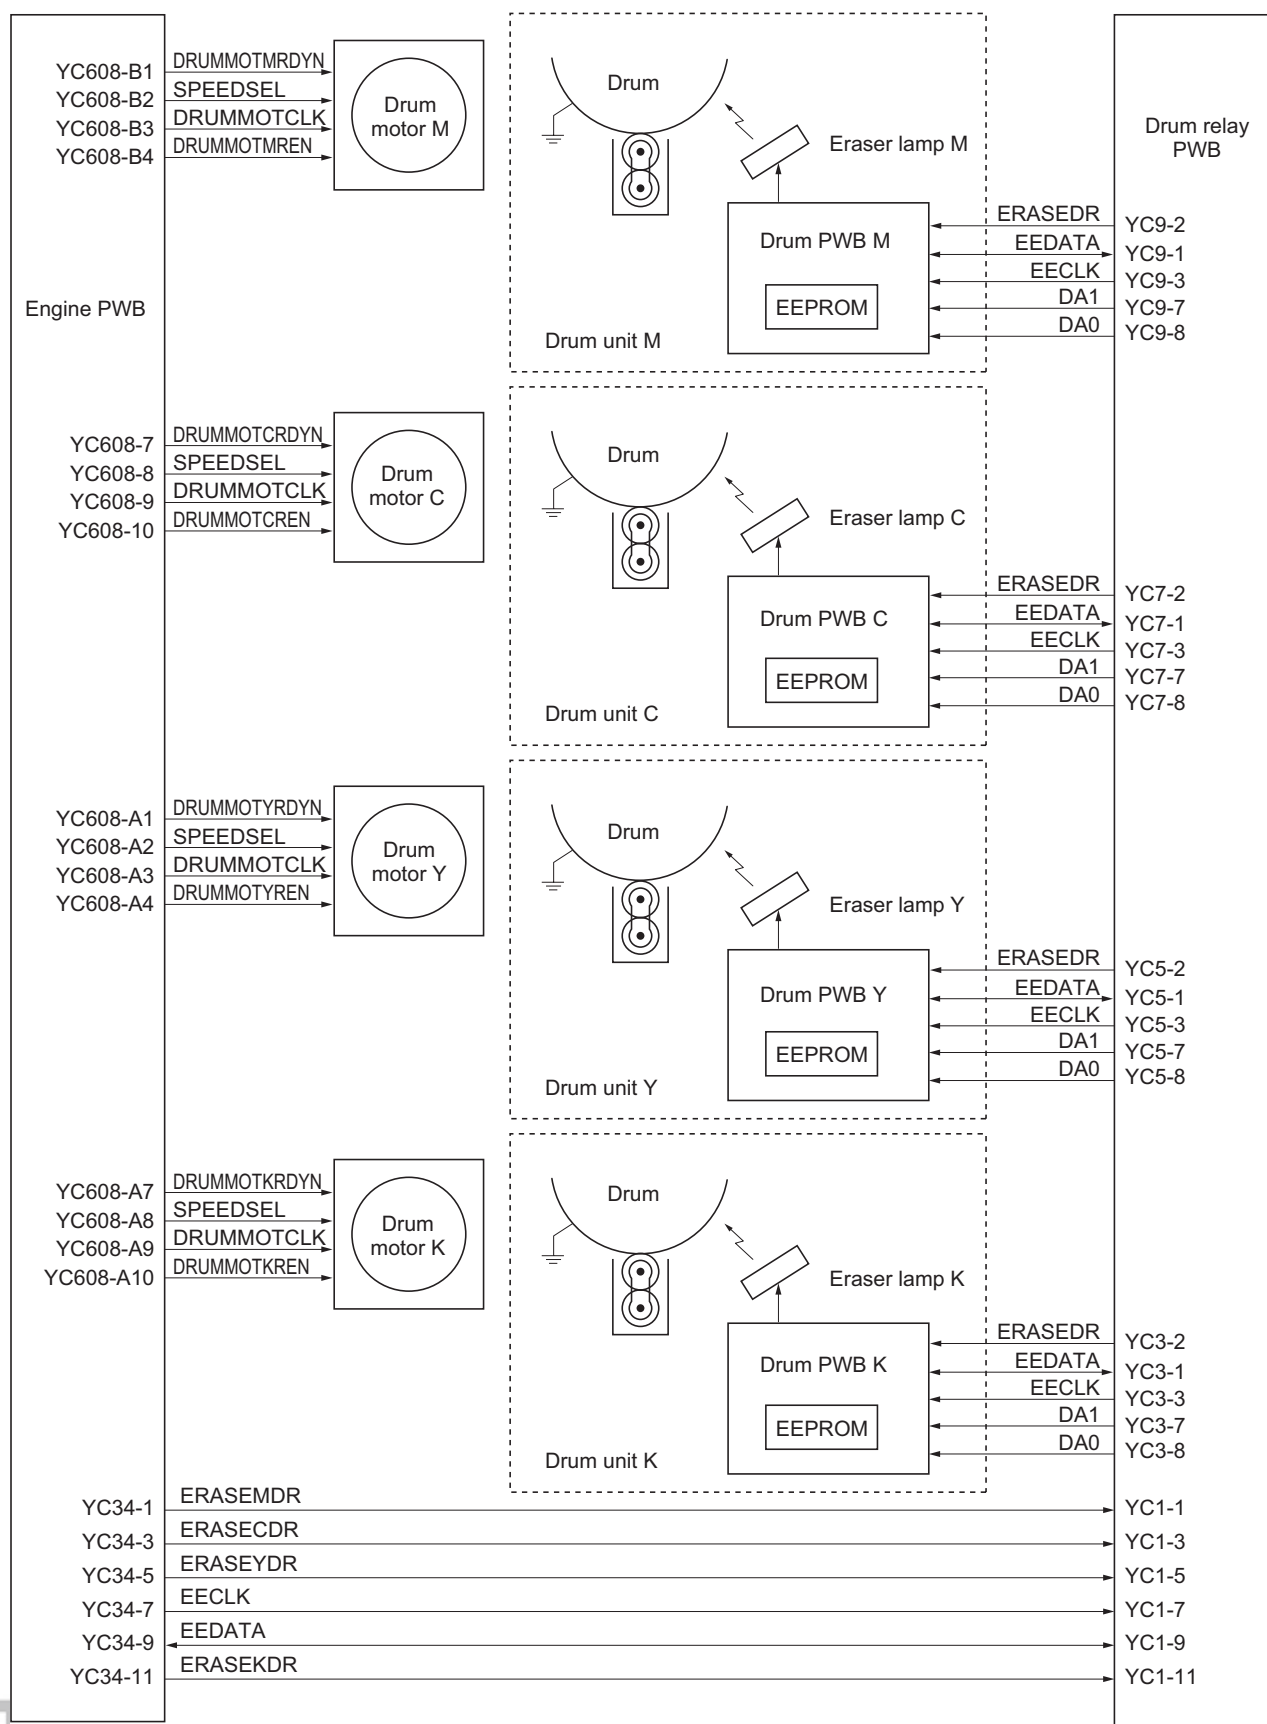 Engine PWB
YC608-B1 DRUMMOTMRDYN
YC608-B2 SPEEDSEL
YC608-B3 DRUMMOTCLK
YC608-B4 DRUMMOTMREN
Drum
motor M
Drum
Eraser lamp M
Drum PWB M
EEPROM
Drum unit M
Drum relay
PWB
ERASEDR YC9-2
EEDATA YC9-1
EECLK YC9-3
DA1 YC9-7
DA0 YC9-8
YC608-7 DRUMMOTCRDYN
YC608-8 SPEEDSEL
YC608-9 DRUMMOTCLK
YC608-10 DRUMMOTCREN
Drum
motor C
Drum
Eraser lamp C
Drum PWB C
EEPROM
Drum unit C
ERASEDR YC7-2
EEDATA YC7-1
EECLK YC7-3
DA1 YC7-7
DA0 YC7-8
YC608-A1 DRUMMOTYRDYN
YC608-A2 SPEEDSEL
YC608-A3 DRUMMOTCLK
YC608-A4 DRUMMOTYREN
Drum
motor Y
Drum
Eraser lamp Y
Drum PWB Y
EEPROM
Drum unit Y
ERASEDR YC5-2
EEDATA YC5-1
EECLK YC5-3
DA1 YC5-7
DA0 YC5-8
YC608-A7 DRUMMOTKRDYN
YC608-A8 SPEEDSEL
YC608-A9 DRUMMOTCLK
YC608-A10 DRUMMOTKREN
Drum
motor K
Drum
Eraser lamp K
Drum PWB K
EEPROM
Drum unit K
ERASEDR YC3-2
EEDATA YC3-1
EECLK YC3-3
DA1 YC3-7
DA0 YC3-8
YC34-1 ERASEMDR YC1-1
YC34-3 ERASECDR YC1-3
YC34-5 ERASEYDR YC1-5
YC34-7 EECLK YC1-7
YC34-9 EEDATA YC1-9
YC34-11 ERASEKDR YC1-11